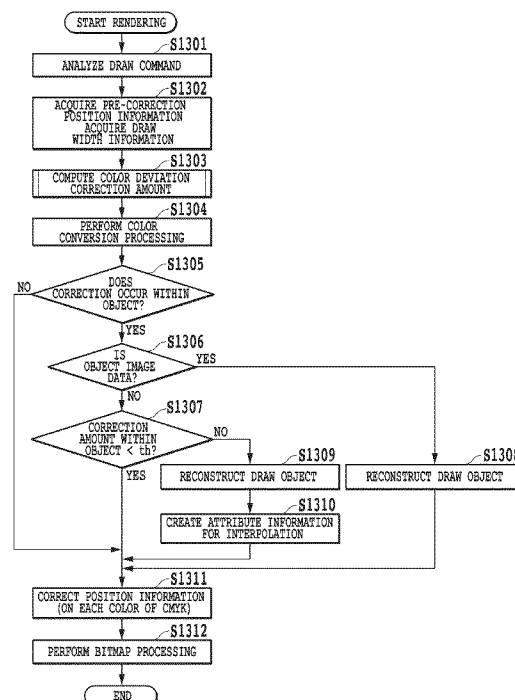 START RENDERING
S1301
ANALYZE DRAW COMMAND
S1302
ACQUIRE PRE-CORRECTION
POSITION INFORMATION
ACQUIRE DRAW
WIDTH INFORMATION
S1303
COMPUTE COLOR DEVIATION
CORRECTION AMOUNT
S1304
PERFORM COLOR
CONVERSION PROCESSING
S1305
NO
DOES
CORRECTION OCCUR WITHIN
OBJECT?
YES
S1306
IS
OBJECT IMAGE
DATA?
YES
NO
S1307
CORRECTION
AMOUNT WITHIN
OBJECT < th?
NO
YES
S1309
RECONSTRUCT DRAW OBJECT
S1308
RECONSTRUCT DRAW OBJECT
S1310
CREATE ATTRIBUTE INFORMATION
FOR INTERPOLATION
S1311
CORRECT POSITION INFORMATION
(ON EACH COLOR OF CMYK)
S1312
PERFORM BITMAP PROCESSING
END